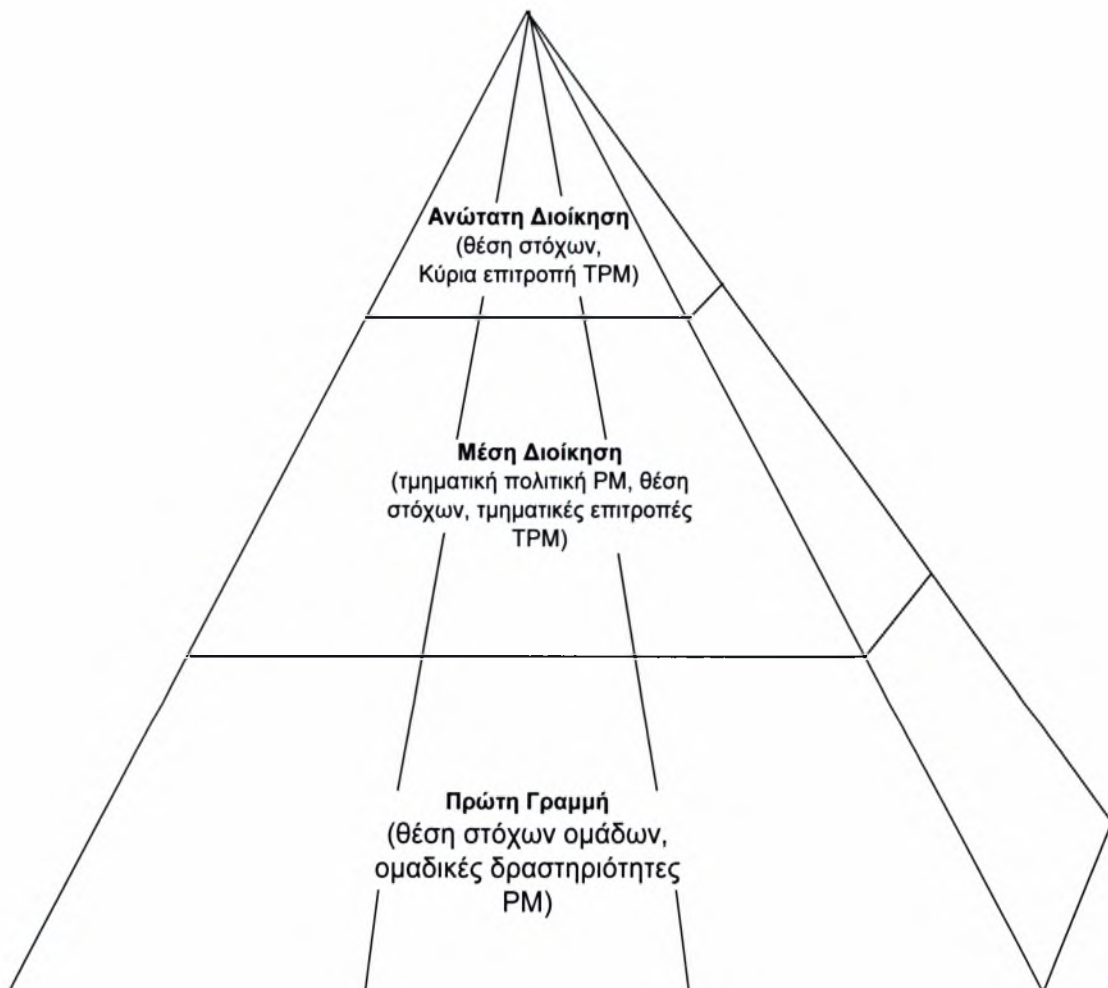 Ανώτατη Διοίκηση
(θέση στόχων,
Κύρια επιτροπή TPM)
Μέση Διοίκηση
(τμηματική πολιτική PM, θέση
στόχων, τμηματικές επιτροπές
TPM)
Πρώτη Γραμμή
(θέση στόχων ομάδων,
ομαδικές δραστηριότητες
PM)